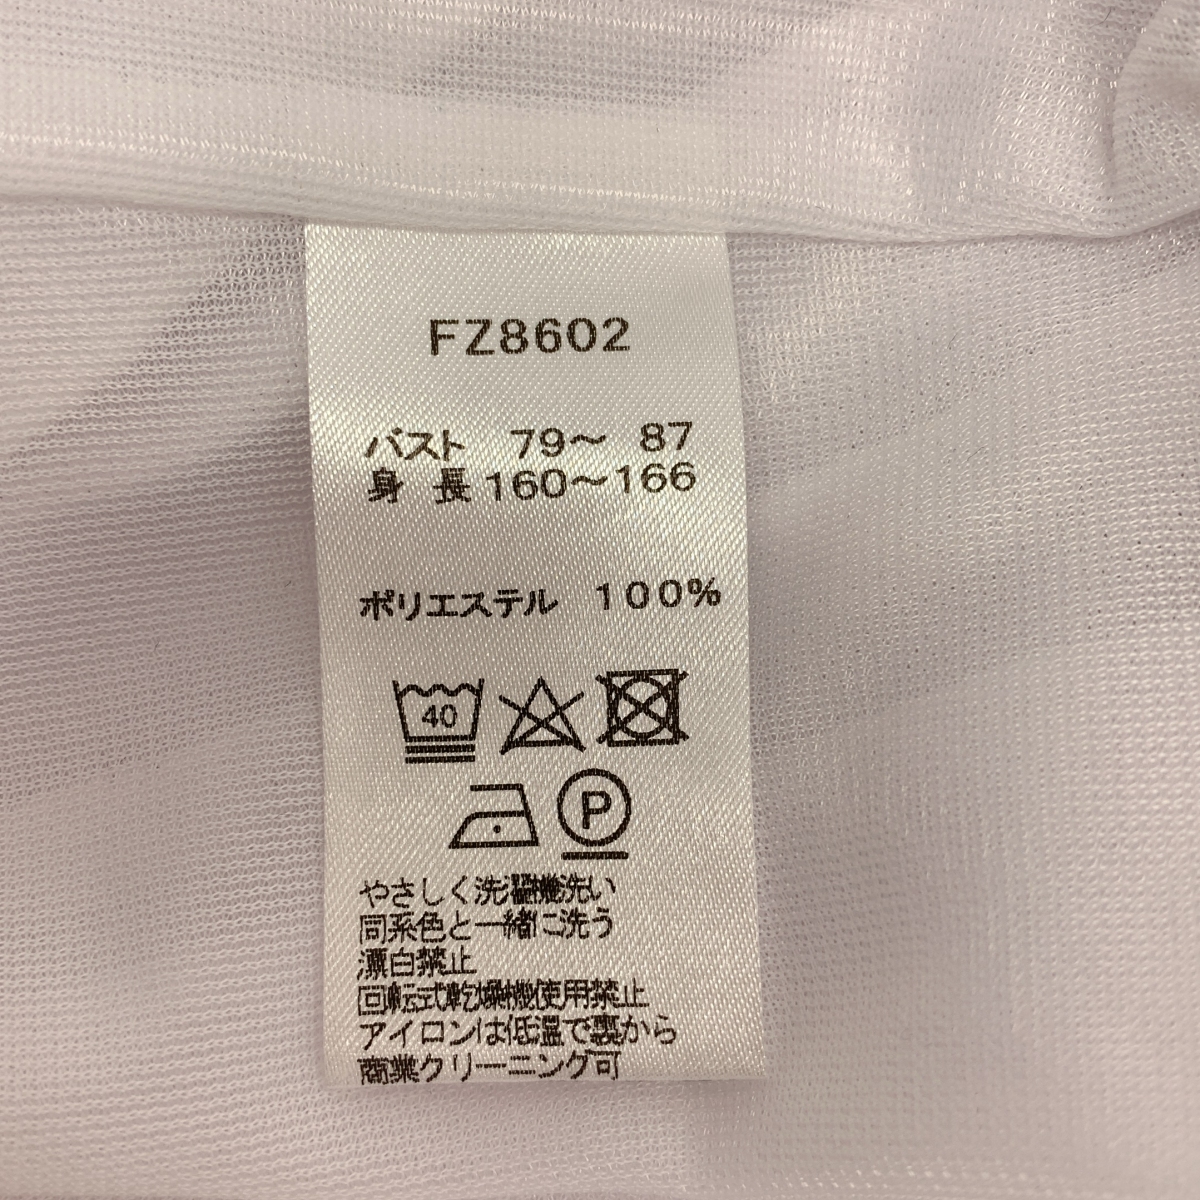 FZ8602
バスト 79〜 87
身 長 160〜166
ポリエステル 100%
40
P
やさしく洗濯機洗い
同系色と一緒に洗う
漂白禁止
回転式乾燥機使用禁止
アイロンは低温で裏から
商業クリーニング可